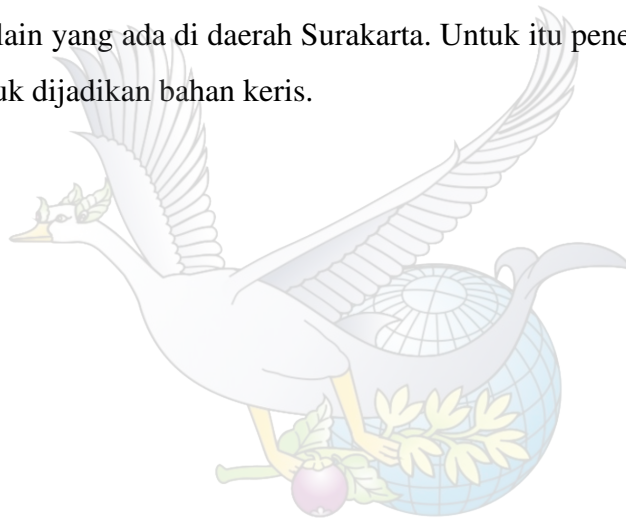 lain yang ada di daerah Surakarta. Untuk itu pene
uk dijadikan bahan keris.